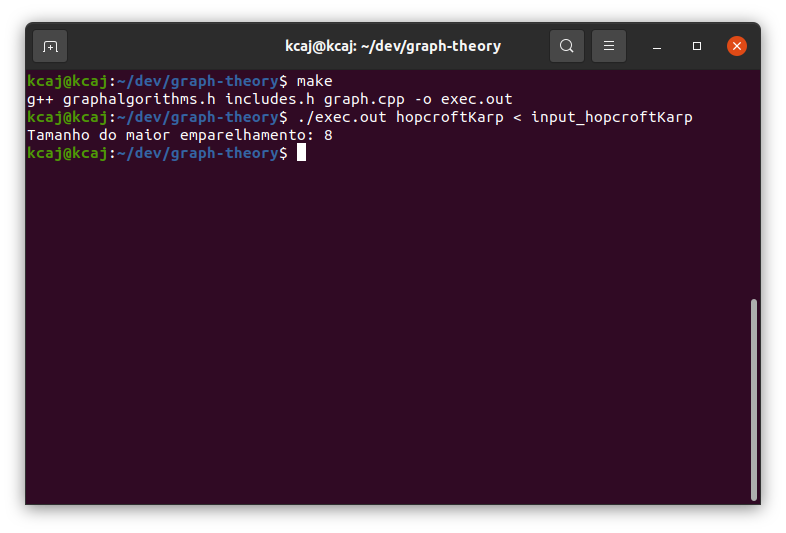 kcaj@kcaj: ~/dev/graph-theory
kcaj@kcaj:~/dev/graph-theory$ make
g++ graphalgorithms.h includes.h graph.cpp -o exec.out
kcaj@kcaj:~/dev/graph-theory$ ./exec.out hopcroftKarp < input_hopcroftKarp
Tamanho do maior emparelhamento: 8
kcaj@kcaj:~/dev/graph-theory$